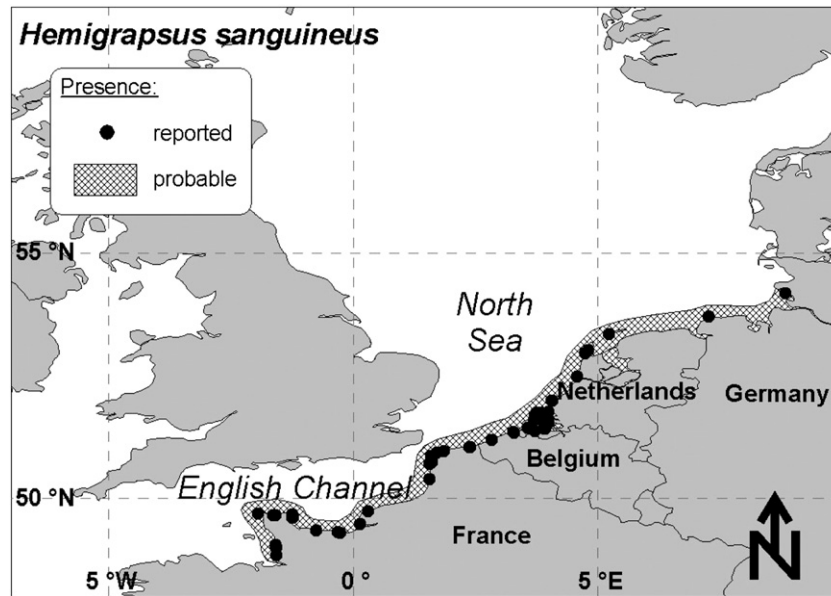 Hemigrapsus sanguineus
Presence:
reported
probable
55 °N
North
Sea
Netherlands
Germany
Belgium
English Channel
50 °N
France
N
5 °W
0 °
5 °E